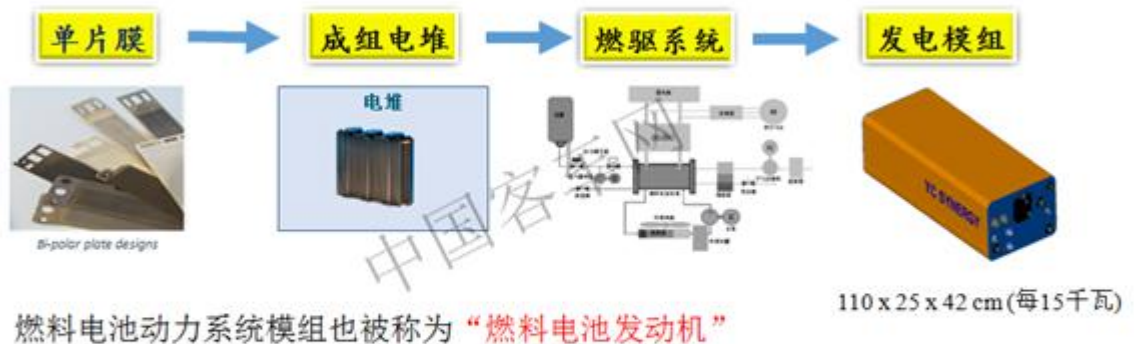 单片膜
成组电堆
燃驱系统
发电模组
电堆
TC SYNERGY
Bi-polar plate designs
中国客车网
110 x 25 x 42 cm (每15千瓦)
燃料电池动力系统模组也被称为“燃料电池发动机”